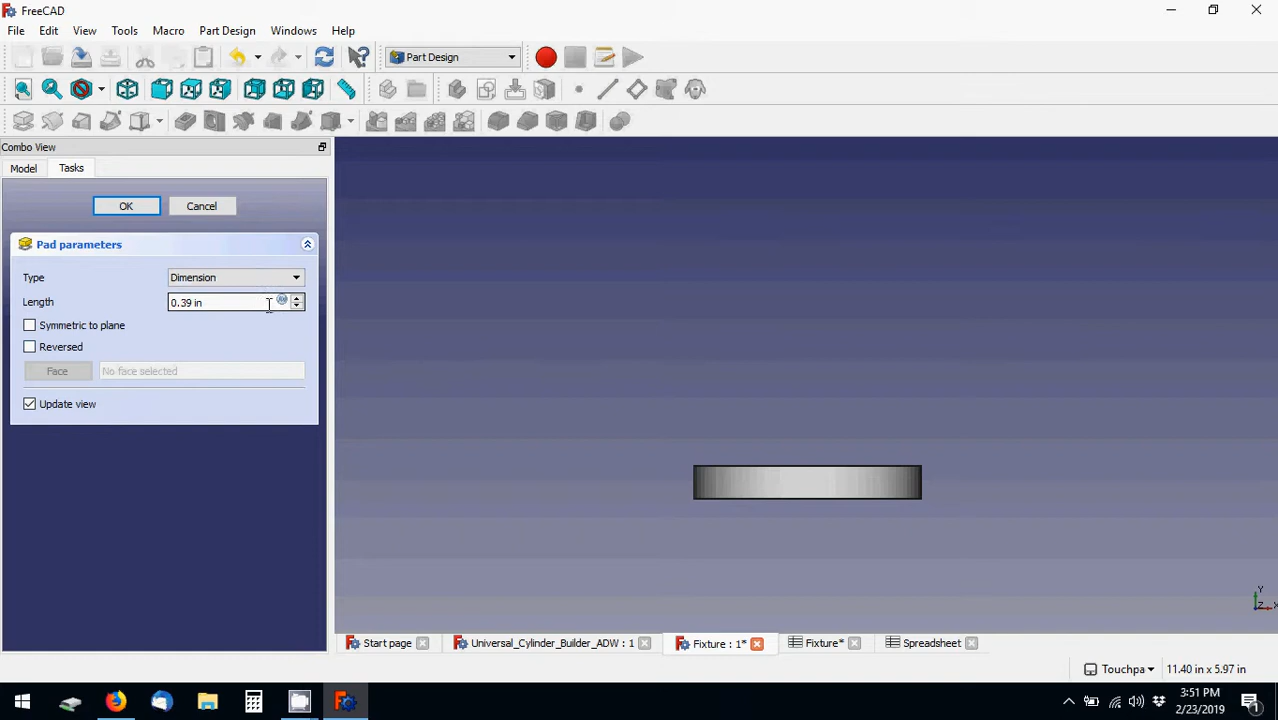 FreeCAD
File Edit View Tools Macro Part Design Windows Help
Part Design
Combo View
Model Tasks
OK Cancel
Pad parameters
Type Dimension
Length 0.39 in
Symmetric to plane
Reversed
Face No face selected
Update view
Y
Z X
Start page Universal_Cylinder_Builder_ADW : 1 Fixture : 1* Fixture* Spreadsheet
Touchpa 11.40 in x 5.97 in
3:51 PM
2/23/2019
1